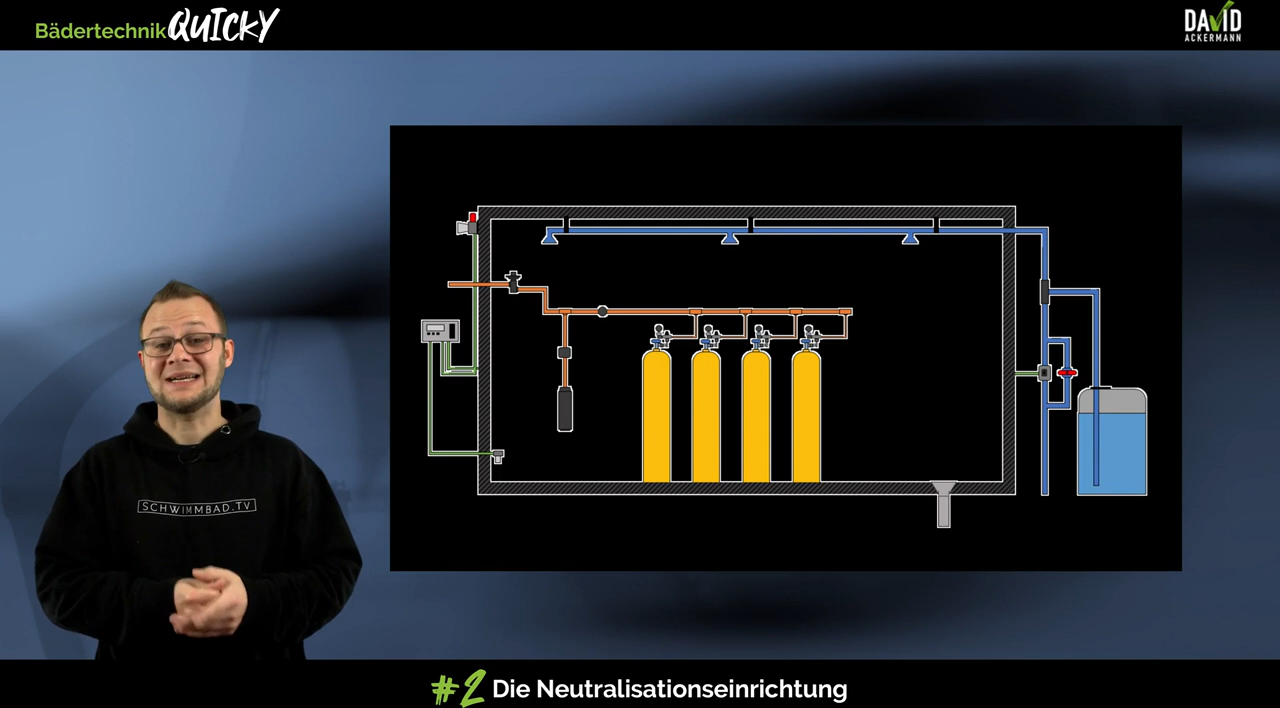 Bädertechnik QUICKY
DAVID
ACKERMANN
SCHWIMMBAD.TV
#2 Die Neutralisationseinrichtung